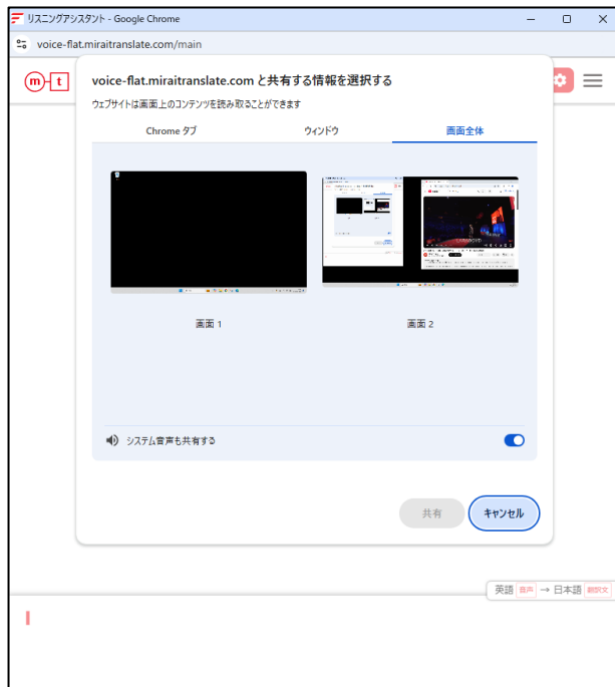 リスニングアシスタント - Google Chrome
voice-flat.miraitranslate.com/main
m t
voice-flat.miraitranslate.com と共有する情報を選択する
ウェブサイトは画面上のコンテンツを読み取ることができます
Chrome タブ ウィンドウ 画面全体
画面 1 画面 2
システム音声も共有する
共有 キャンセル
英語 音声 → 日本語 翻訳文